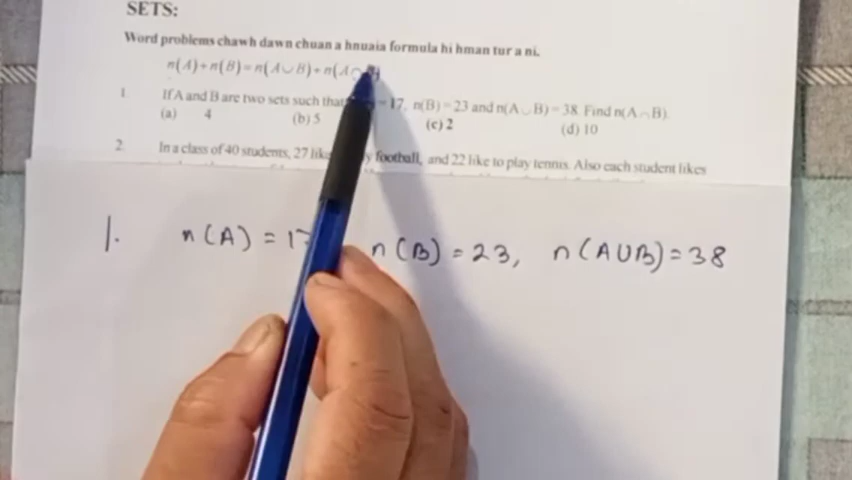 SETS:
Word problems chawh dawn chuan a hnuaia formula hi hman tur a ni.
n(A)+n(B)=n(A∪B)+n(A∩B
1. If A and B are two sets such that = 17, n(B)=23 and n(A∪B)=38. Find n(A∩B).
(a) 4 (b) 5 (c) 2 (d) 10
2. In a class of 40 students, 27 football, and 22 like to play tennis. Also each student likes
1. n(A) = 17 n(B) = 23, n(A∪B) = 38